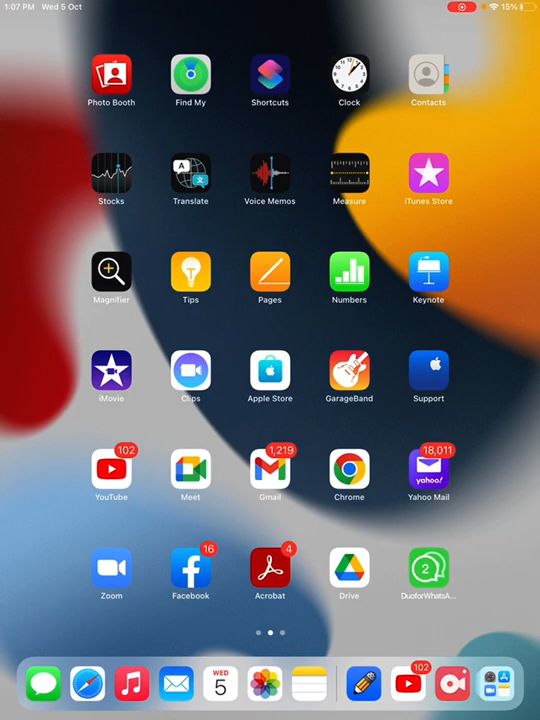 1:07 PM Wed 5 Oct 15%
Photo Booth Find My Shortcuts Clock Contacts
A
Stocks Translate Voice Memos Measure iTunes Store
Magnifier Tips Pages Numbers Keynote
iMovie Clips Apple Store GarageBand Support
102 1,219 18,011
yahoo!
YouTube Meet Gmail Chrome Yahoo Mail
16 4
2
Zoom Facebook Acrobat Drive DuoforWhatsA...
WED 102
5